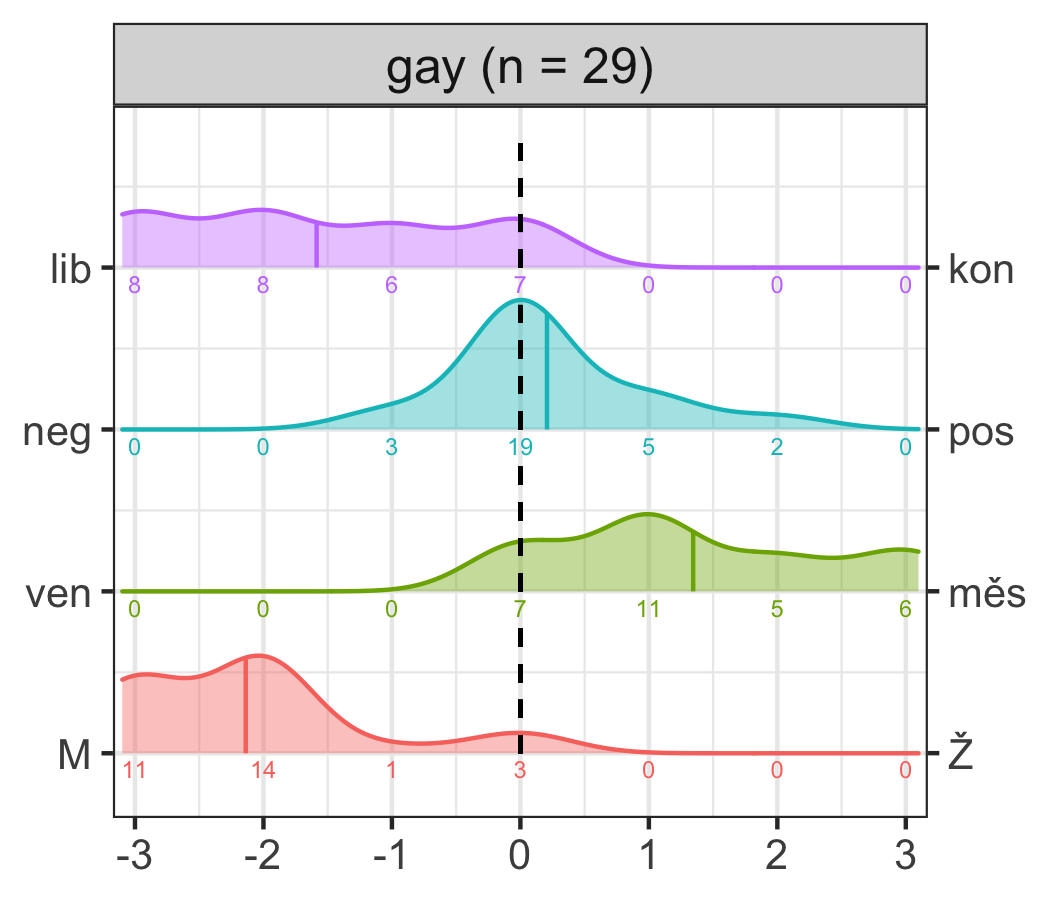 gay (n = 29)
lib kon
8 8 6 7 0 0 0
neg pos
0 0 3 19 5 2 0
ven měs
0 0 0 7 11 5 6
M Ž
11 14 1 3 0 0 0
-3 -2 -1 0 1 2 3